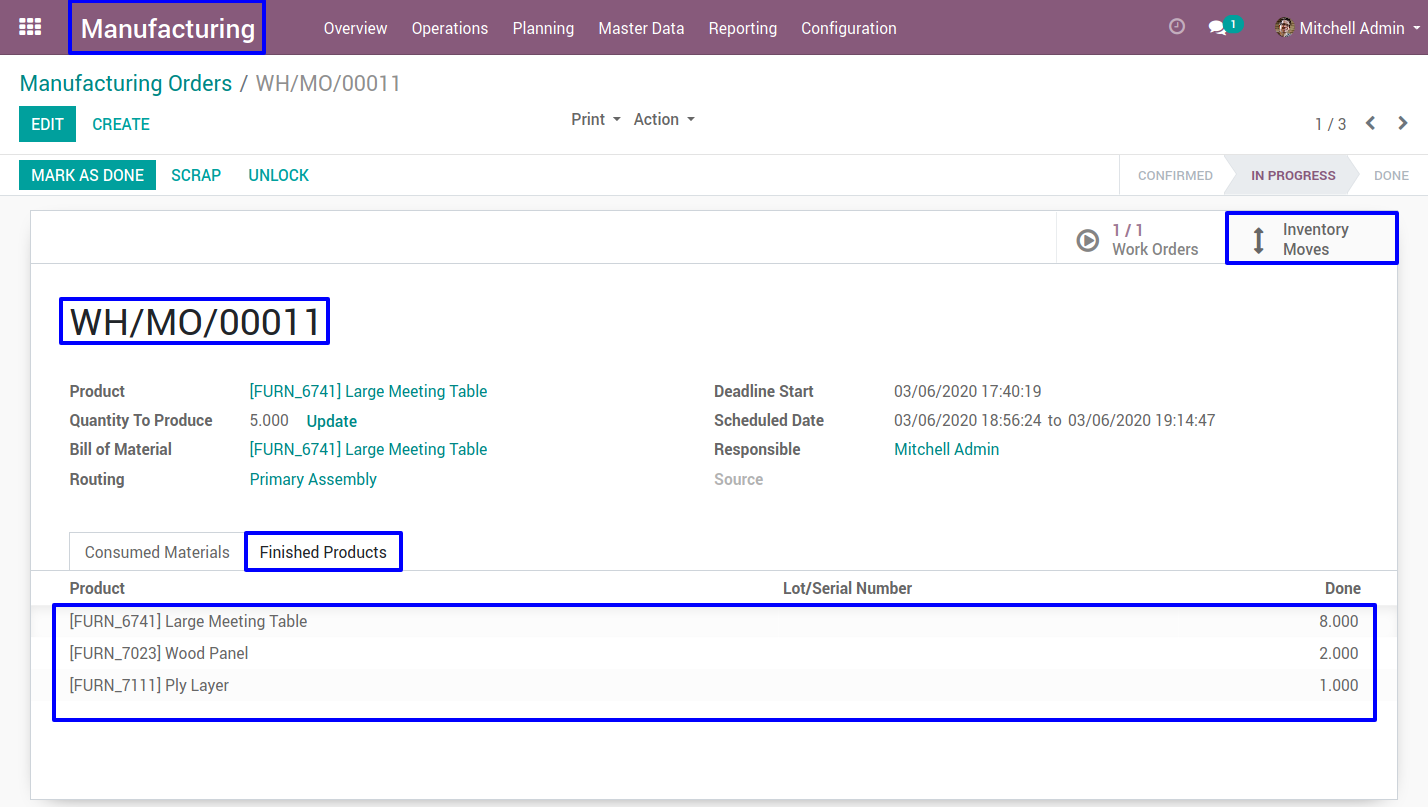 Manufacturing Overview Operations Planning Master Data Reporting Configuration 1 Mitchell Admin
Manufacturing Orders / WH/MO/00011
EDIT CREATE Print Action 1 / 3
MARK AS DONE SCRAP UNLOCK CONFIRMED IN PROGRESS DONE
1 / 1
Work Orders
Inventory
Moves
WH/MO/00011
Product [FURN_6741] Large Meeting Table Deadline Start 03/06/2020 17:40:19
Quantity To Produce 5.000 Update Scheduled Date 03/06/2020 18:56:24 to 03/06/2020 19:14:47
Bill of Material [FURN_6741] Large Meeting Table Responsible Mitchell Admin
Routing Primary Assembly Source
Consumed Materials Finished Products
Product Lot/Serial Number Done
[FURN_6741] Large Meeting Table 8.000
[FURN_7023] Wood Panel 2.000
[FURN_7111] Ply Layer 1.000